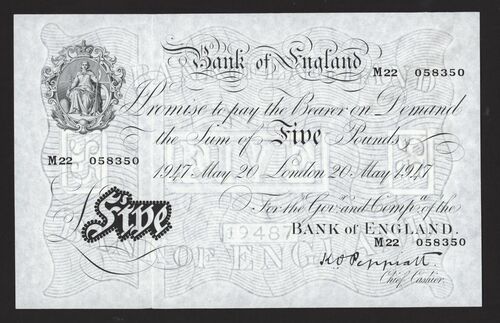 Bank of England
M22 058350
Promise to pay the Bearer on Demand
the Sum of Five Pounds
M22 058350
1947 May 20 London 20 May 1947
For the Govr. and Compa. of the
BANK of ENGLAND.
M22 058350
£ Five
K O Peppiatt
Chief Cashier.